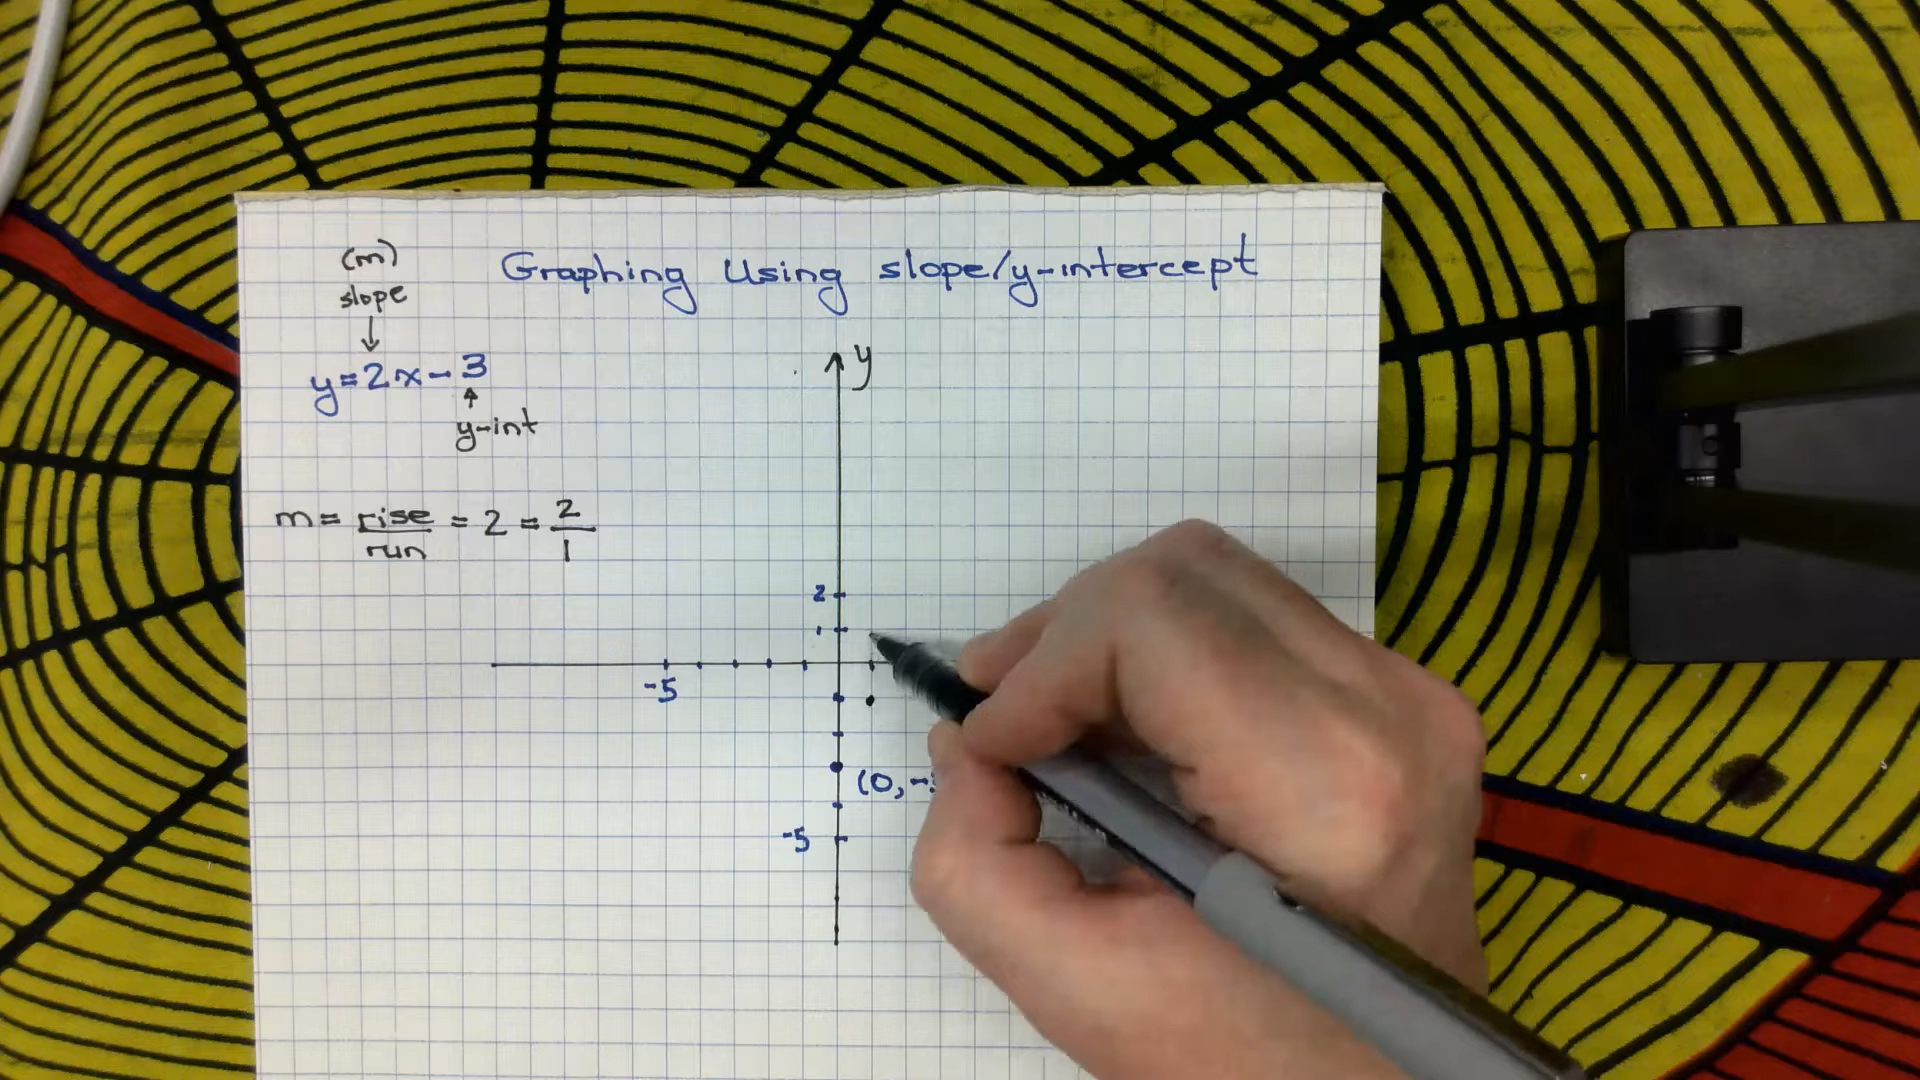 (m)
slope
↓
Graphing Using slope/y-intercept
y=2x-3
↑
y-int
m = rise/run = 2 = 2/1
y
2
1
-5
(0,-
-5